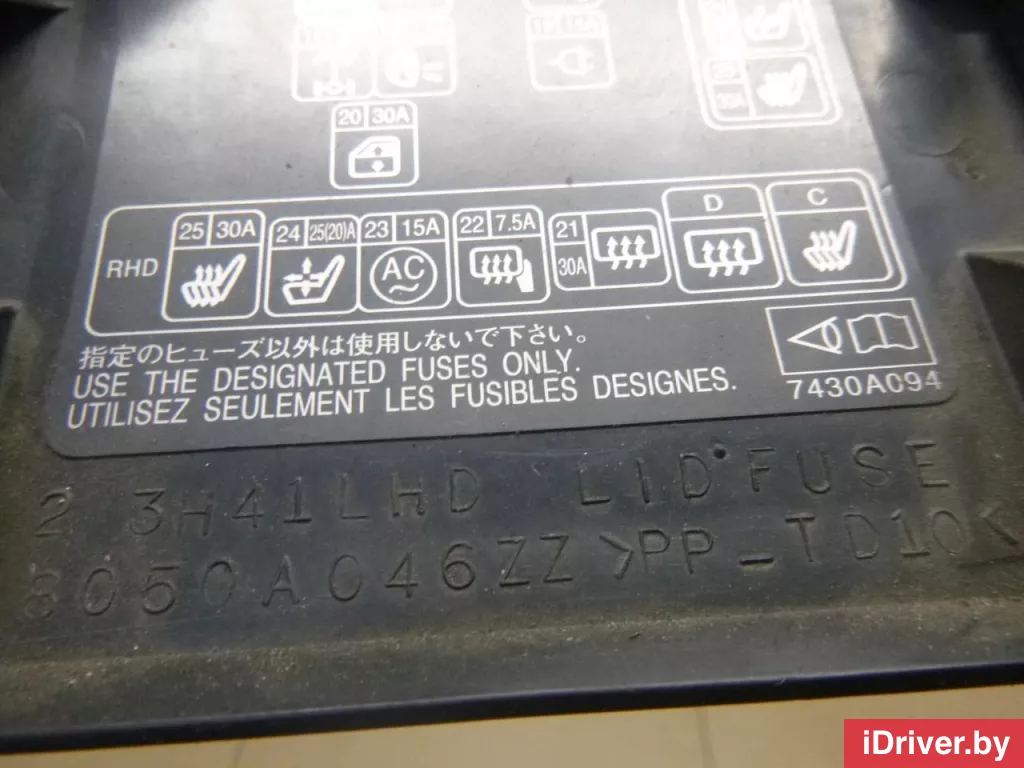 20 30A
25 30A 24 25(20)A 23 15A 22 7.5A 21 D C
RHD AC 30A
指定のヒューズ以外は使用しないで下さい。
USE THE DESIGNATED FUSES ONLY.
UTILISEZ SEULEMENT LES FUSIBLES DESIGNES.
7430A094
2 3H41LHD LID FUSE
8050A046ZZ >PP-TD10<
iDriver.by